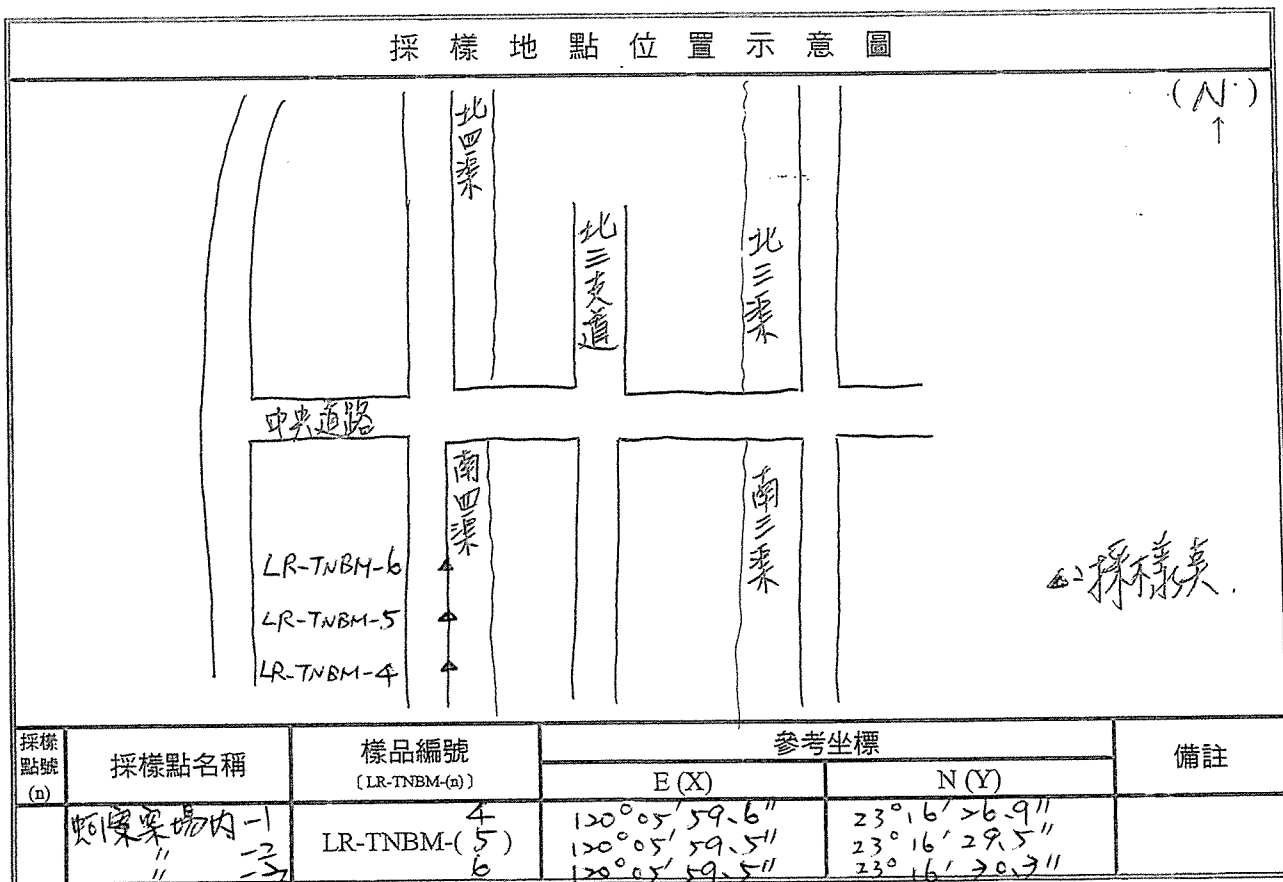 採樣地點位置示意圖
(N)
↑
北四渠
北三支道
北三渠
中央道路
南四渠
南三渠
LR-TNBM-6
LR-TNBM-5
LR-TNBM-4
採樣點
採樣點號(n)
採樣點名稱
樣品編號
〔LR-TNBM-(n)〕
參考坐標
E (X)
N (Y)
備註
場內-1 4 120°05'59.6" 23°16'26.9"
" -2 LR-TNBM-(5) 120°05'59.5" 23°16'29.5"
" -3 6 120°05'59.5" 23°16'30.3"